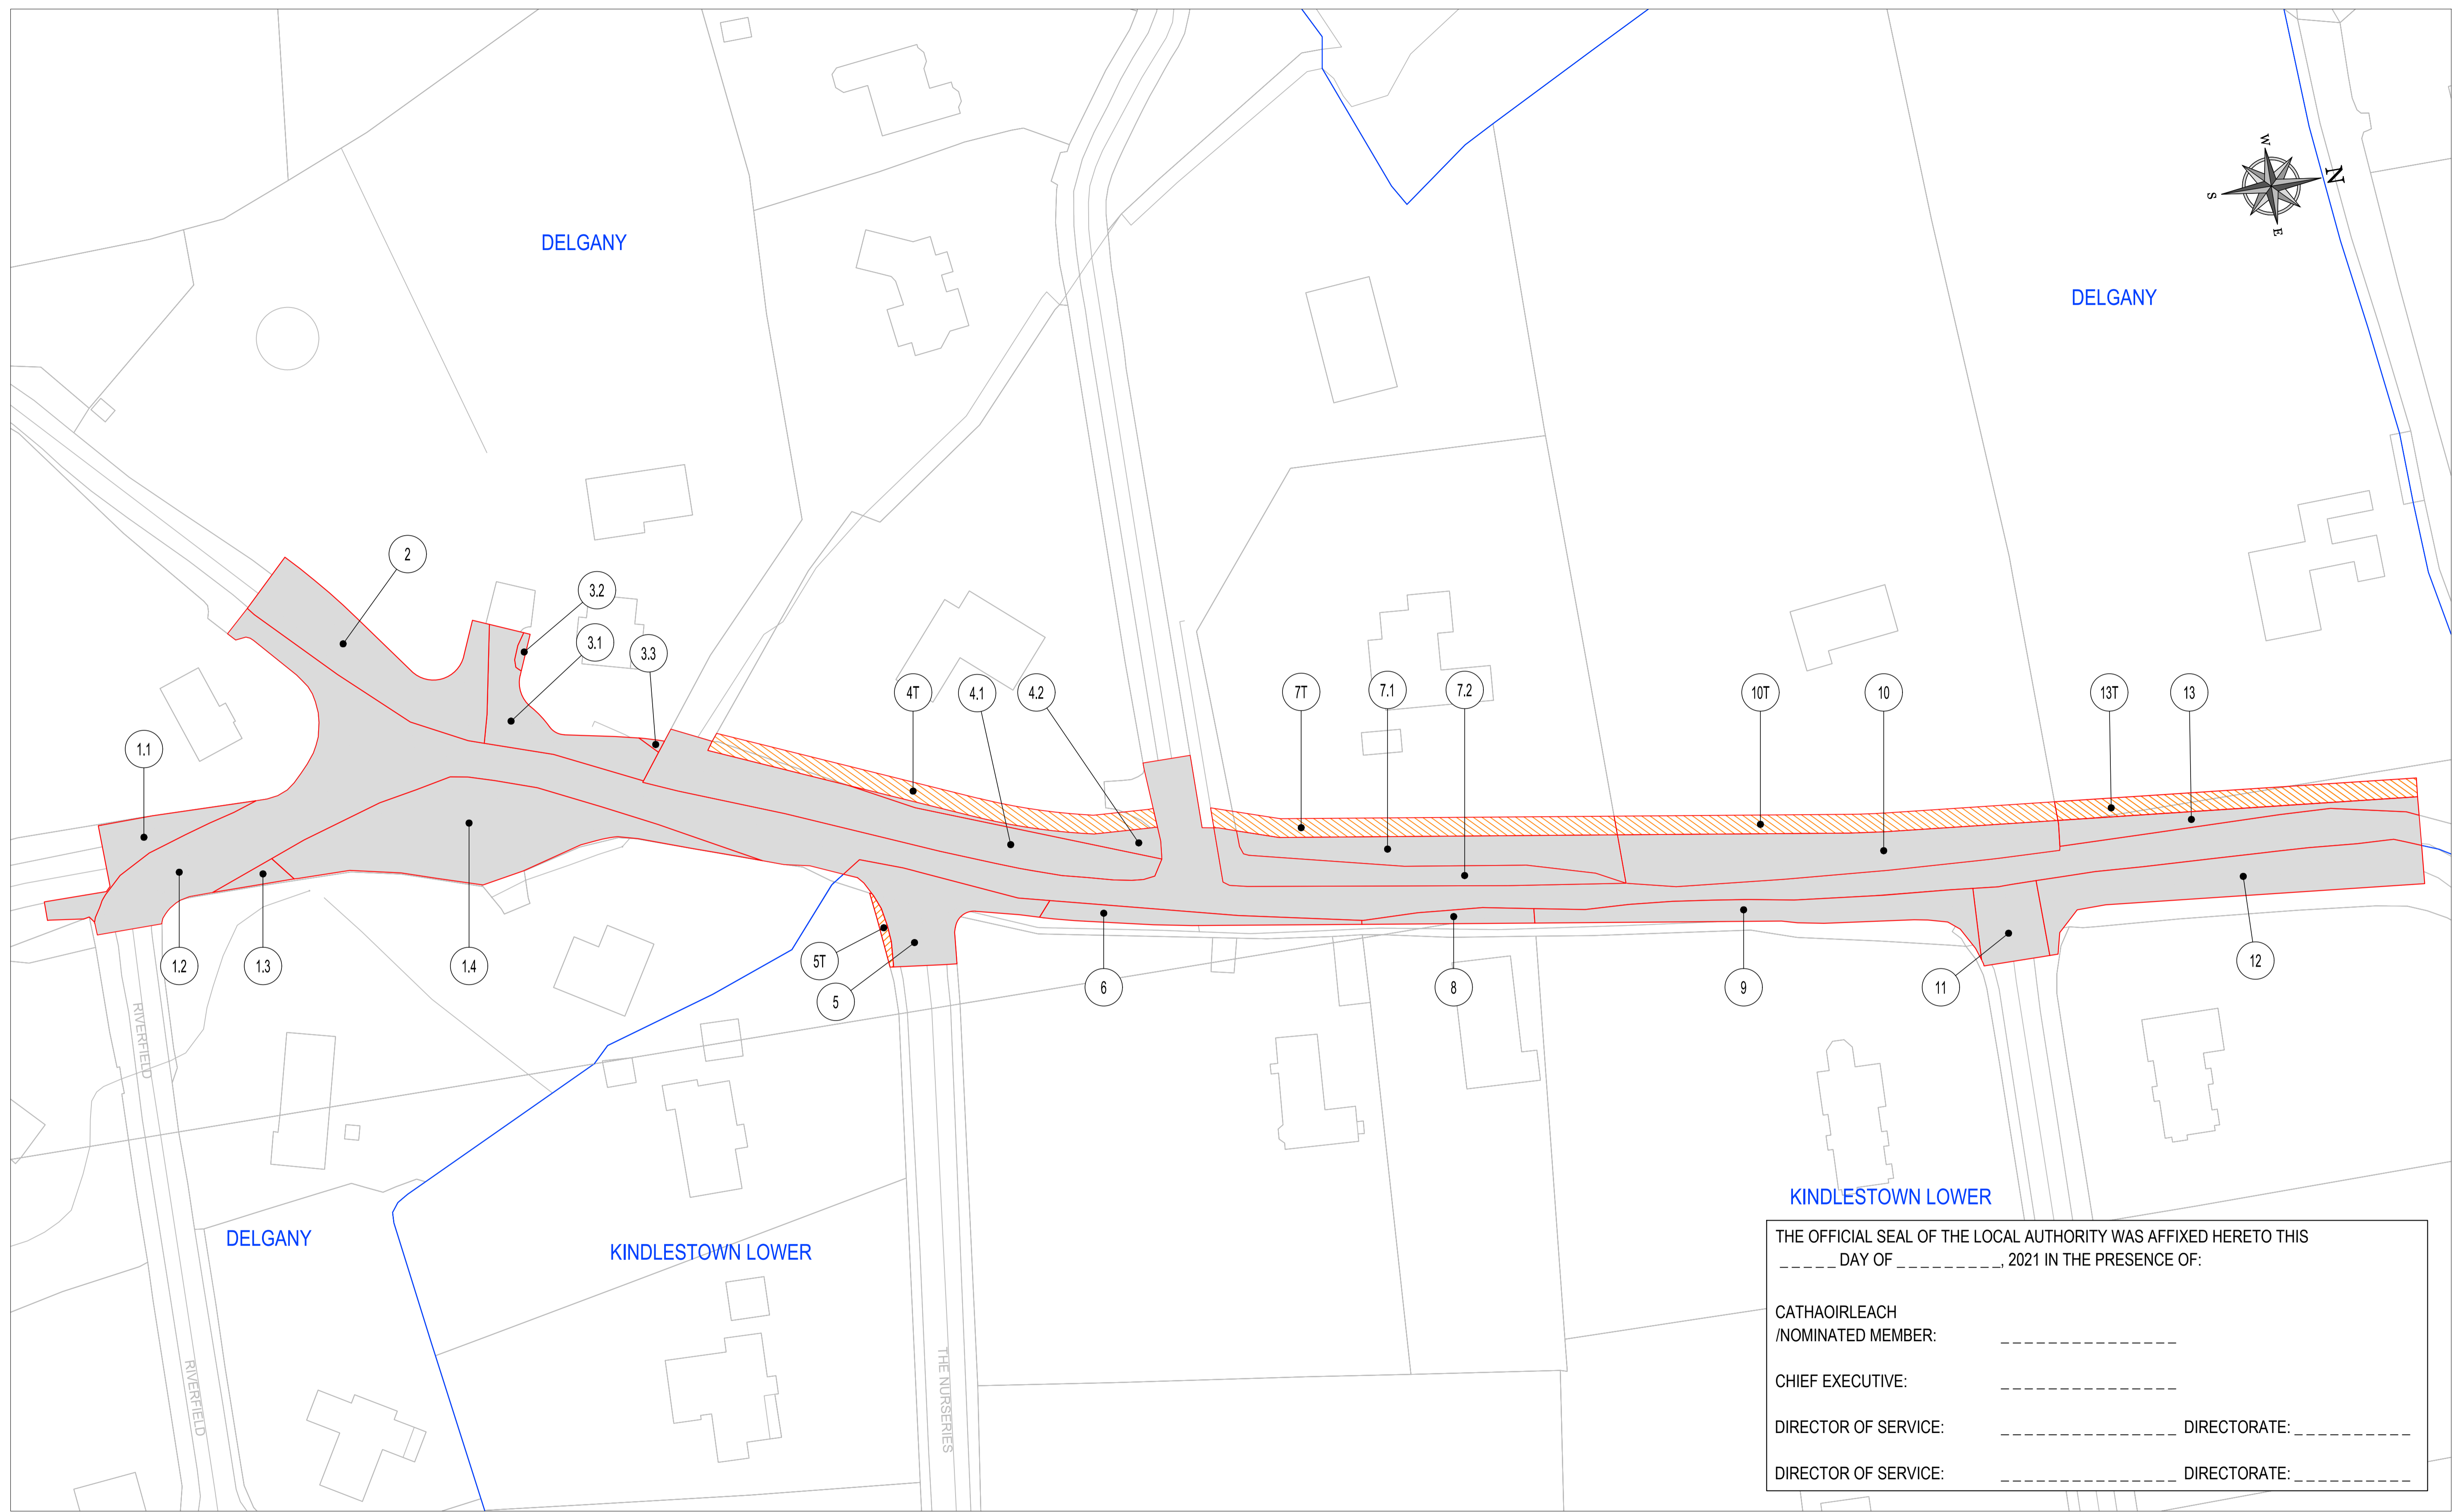 W
N
S
E
DELGANY
DELGANY
2
3.2
3.1
3.3
4T
4.1
4.2
7T
7.1
7.2
10T
10
13T
13
1.1
1.2
1.3
1.4
5T
5
6
8
9
11
12
RIVERFIELD
RIVERFIELD
THE NURSERIES
DELGANY
KINDLESTOWN LOWER
KINDLESTOWN LOWER
THE OFFICIAL SEAL OF THE LOCAL AUTHORITY WAS AFFIXED HERETO THIS
_ _ _ _ _ DAY OF _ _ _ _ _ _ _ _ _, 2021 IN THE PRESENCE OF:
CATHAOIRLEACH
/NOMINATED MEMBER: _ _ _ _ _ _ _ _ _ _ _ _ _ _ _
CHIEF EXECUTIVE: _ _ _ _ _ _ _ _ _ _ _ _ _ _ _
DIRECTOR OF SERVICE: _ _ _ _ _ _ _ _ _ _ _ _ _ _ _ DIRECTORATE: _ _ _ _ _ _ _ _ _ _
DIRECTOR OF SERVICE: _ _ _ _ _ _ _ _ _ _ _ _ _ _ _ DIRECTORATE: _ _ _ _ _ _ _ _ _ _